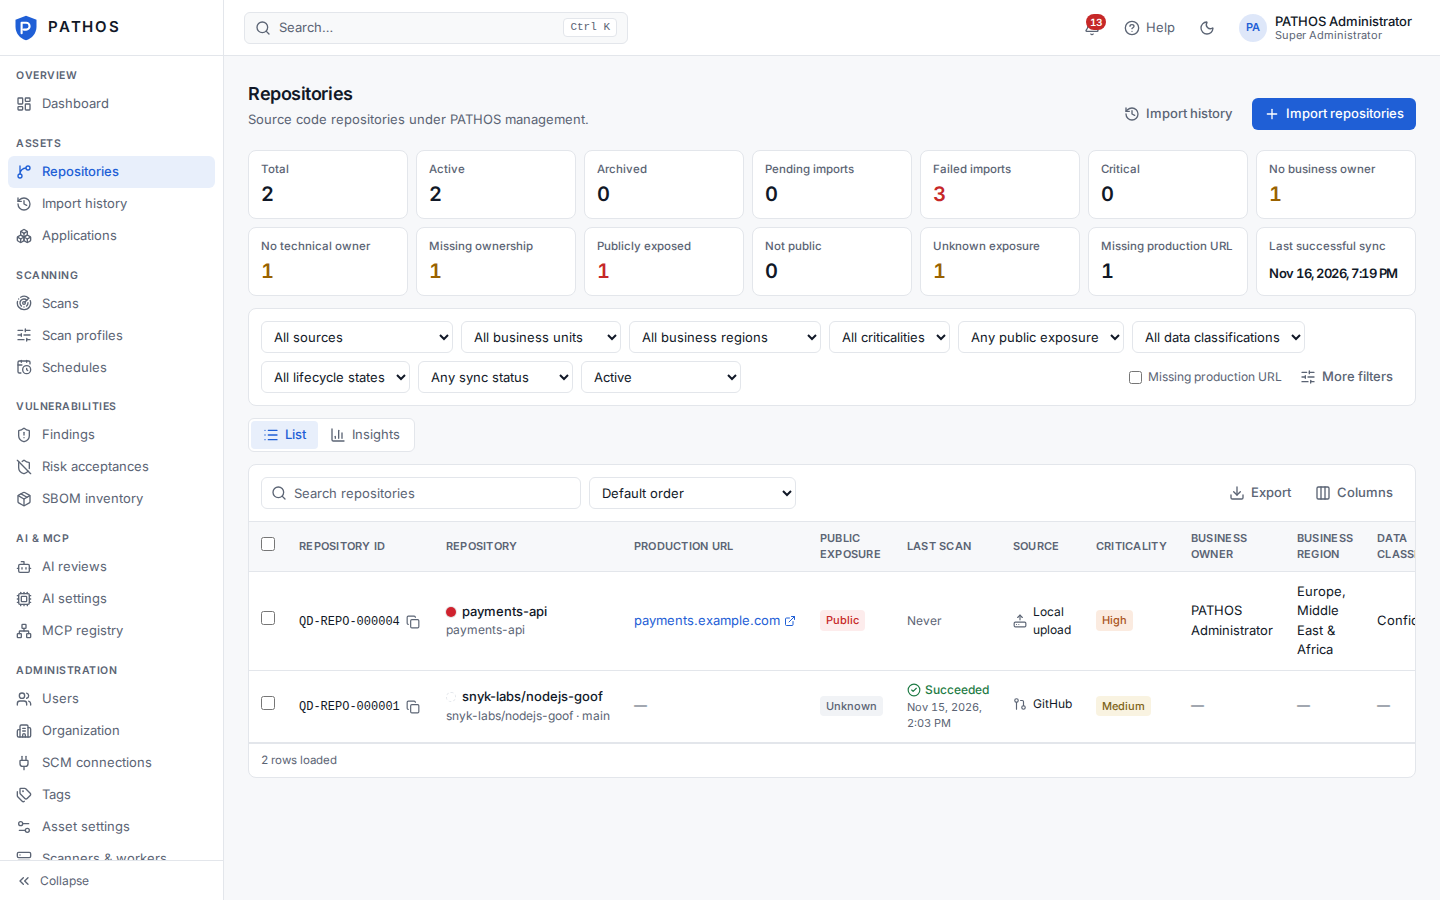 PATHOS
Search...
Ctrl K
13
Help
PA
PATHOS Administrator
Super Administrator
OVERVIEW
Dashboard
ASSETS
Repositories
Import history
Applications
SCANNING
Scans
Scan profiles
Schedules
VULNERABILITIES
Findings
Risk acceptances
SBOM inventory
AI & MCP
AI reviews
AI settings
MCP registry
ADMINISTRATION
Users
Organization
SCM connections
Tags
Asset settings
Scanners & workers
Collapse
Repositories
Source code repositories under PATHOS management.
Import history
Import repositories
Total
2
Active
2
Archived
0
Pending imports
0
Failed imports
3
Critical
0
No business owner
1
No technical owner
1
Missing ownership
1
Publicly exposed
1
Not public
0
Unknown exposure
1
Missing production URL
1
Last successful sync
Nov 16, 2026, 7:19 PM
All sources
All business units
All business regions
All criticalities
Any public exposure
All data classifications
All lifecycle states
Any sync status
Active
Missing production URL
More filters
List
Insights
Search repositories
Default order
Export
Columns
REPOSITORY ID
REPOSITORY
PRODUCTION URL
PUBLIC
EXPOSURE
LAST SCAN
SOURCE
CRITICALITY
BUSINESS
OWNER
BUSINESS
REGION
DATA
CLASSI
QD-REPO-000004
payments-api
payments-api
payments.example.com
Public
Never
Local
upload
High
PATHOS
Administrator
Europe,
Middle
East &
Africa
Confid
QD-REPO-000001
snyk-labs/nodejs-goof
snyk-labs/nodejs-goof · main
—
Unknown
Succeeded
Nov 15, 2026,
2:03 PM
GitHub
Medium
—
—
—
2 rows loaded